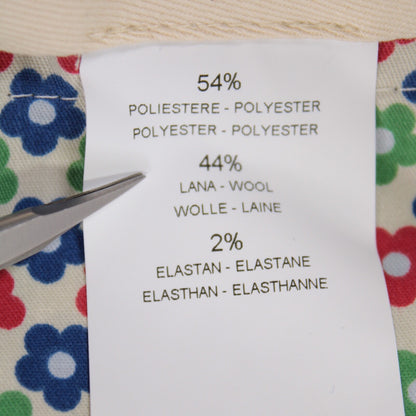 54%
POLIESTERE - POLYESTER
POLYESTER - POLYESTER
44%
LANA - WOOL
WOLLE - LAINE
2%
ELASTAN - ELASTANE
ELASTHAN - ELASTHANNE